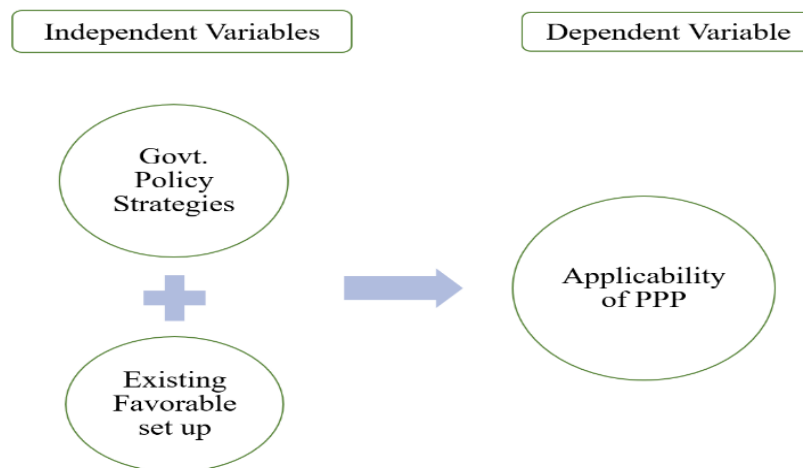 Independent Variables
Dependent Variable
Govt.
Policy
Strategies
Existing
Favorable
set up
Applicability
of PPP